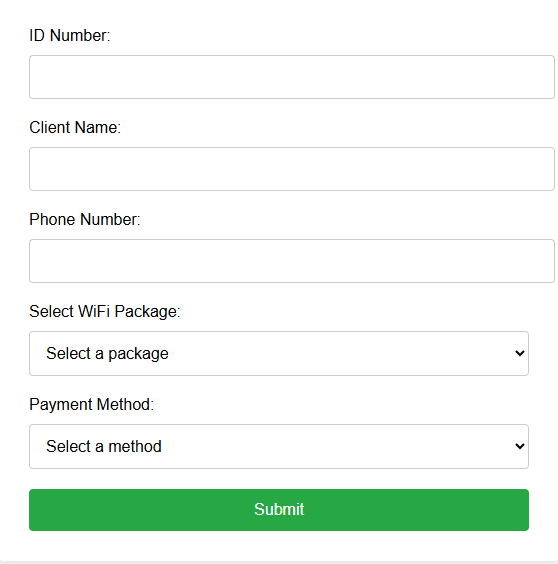 ID Number:
Client Name:
Phone Number:
Select WiFi Package:
Select a package
Payment Method:
Select a method
Submit